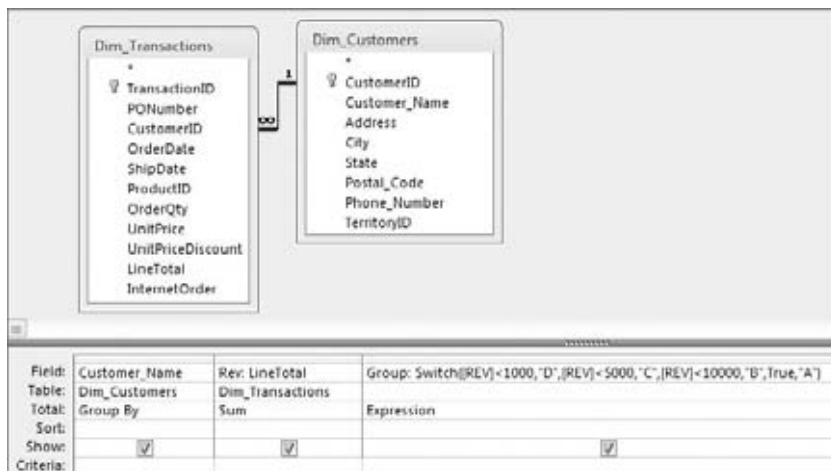 Dim_Transactions
*
TransactionID
PONumber
CustomerID
OrderDate
ShipDate
ProductID
OrderQty
UnitPrice
UnitPriceDiscount
LineTotal
InternetOrder
∞
1
Dim_Customers
*
CustomerID
Customer_Name
Address
City
State
Postal_Code
Phone_Number
TerritoryID
Field: Customer_Name Rev: LineTotal Group: Switch([REV]<1000,"D",[REV]<5000,"C",[REV]<10000,"B",True,"A")
Table: Dim_Customers Dim_Transactions
Total: Group By Sum Expression
Sort:
Show:
Criteria: